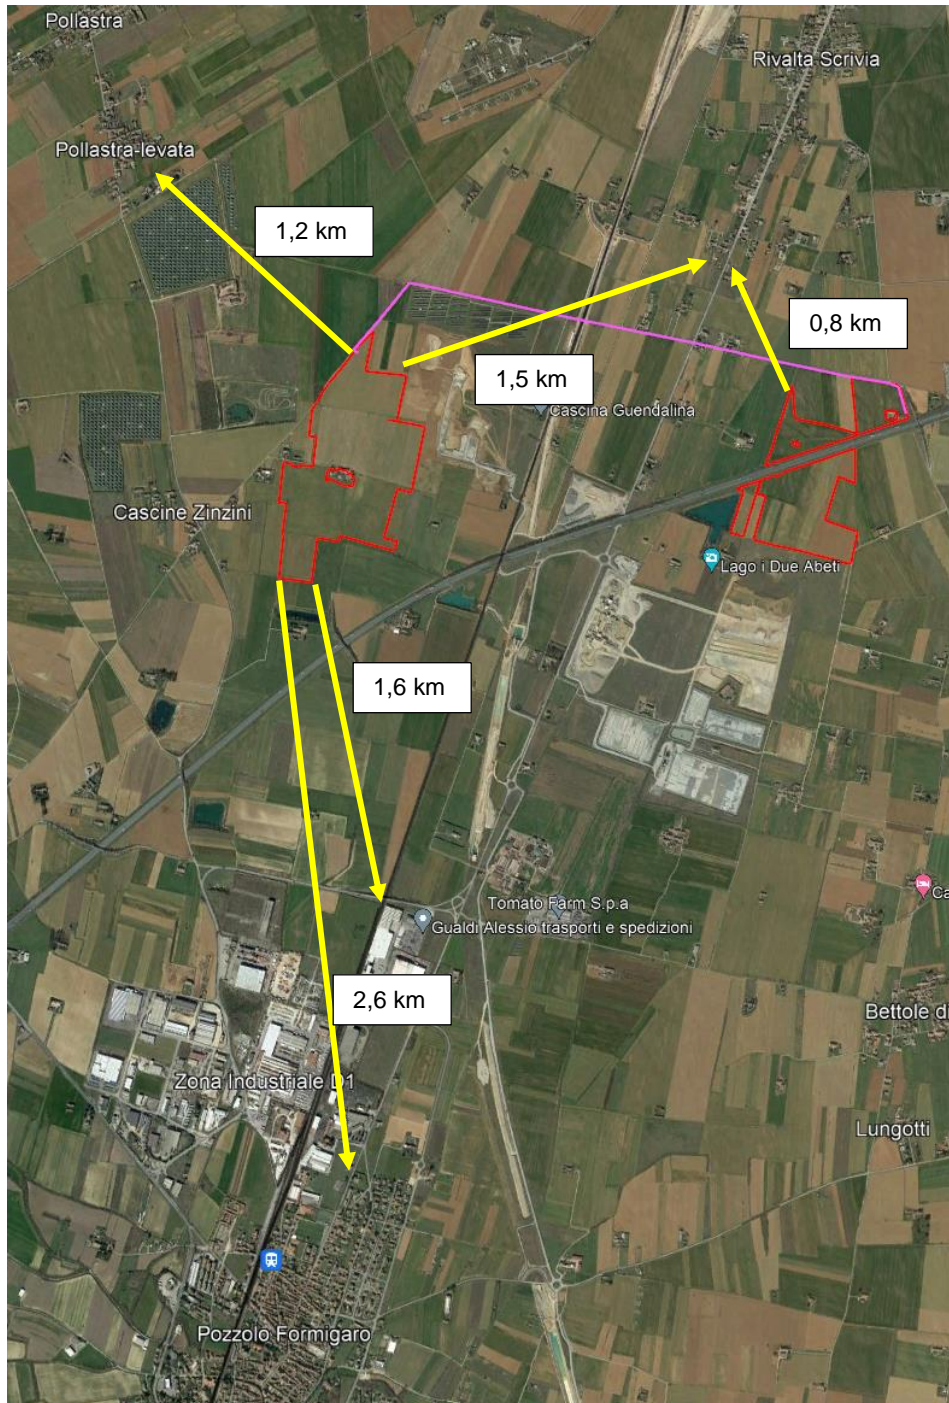 Pollastra
Rivalta Scrivia
Pollastra-levata
1,2 km
0,8 km
1,5 km
Cascina Guendalina
Cascine Zinzini
Lago i Due Abeti
1,6 km
Ca
Tomato Farm S.p.a
Gualdi Alessio trasporti e spedizioni
2,6 km
Bettole di
Zona Industriale D1
Lungotti
Pozzolo Formigaro